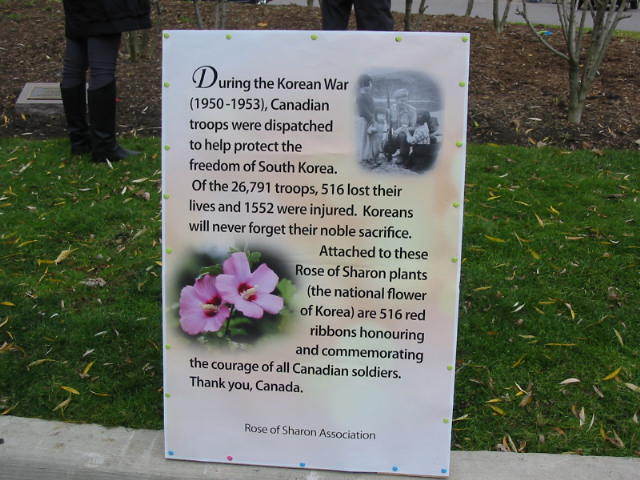 During the Korean War
(1950-1953), Canadian
troops were dispatched
to help protect the
freedom of South Korea.
Of the 26,791 troops, 516 lost their
lives and 1552 were injured. Koreans
will never forget their noble sacrifice.
Attached to these
Rose of Sharon plants
(the national flower
of Korea) are 516 red
ribbons honouring
and commemorating
the courage of all Canadian soldiers.
Thank you, Canada.
Rose of Sharon Association